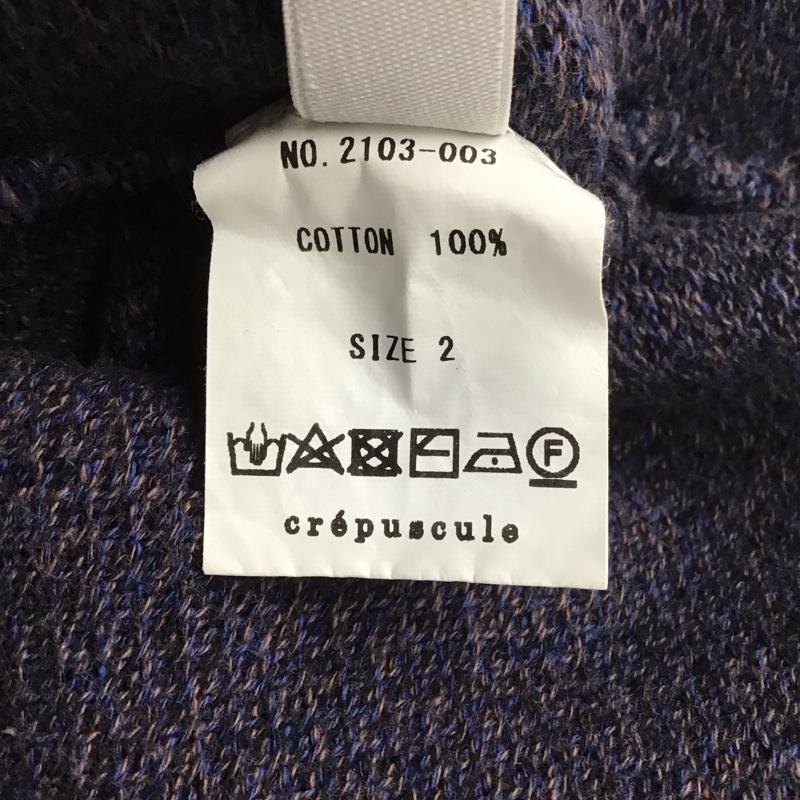 NO. 2103-003
COTTON 100%
SIZE 2
F
crépuscule